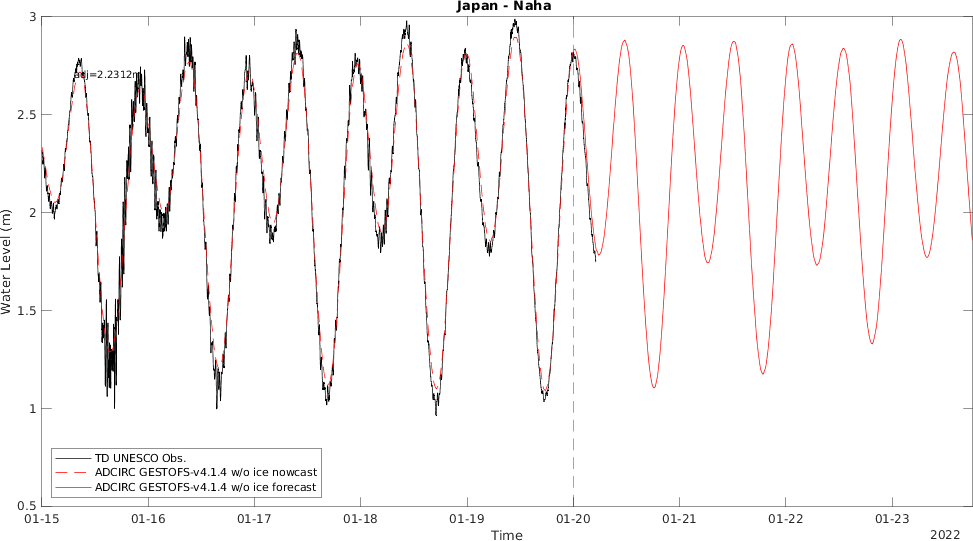 Japan - Naha
3
2.5
2
1.5
1
0.5
Water Level (m)
adj=2.2312m
TD UNESCO Obs.
ADCIRC GESTOFS-v4.1.4 w/o ice nowcast
ADCIRC GESTOFS-v4.1.4 w/o ice forecast
01-15 01-16 01-17 01-18 01-19 01-20 01-21 01-22 01-23
Time
2022